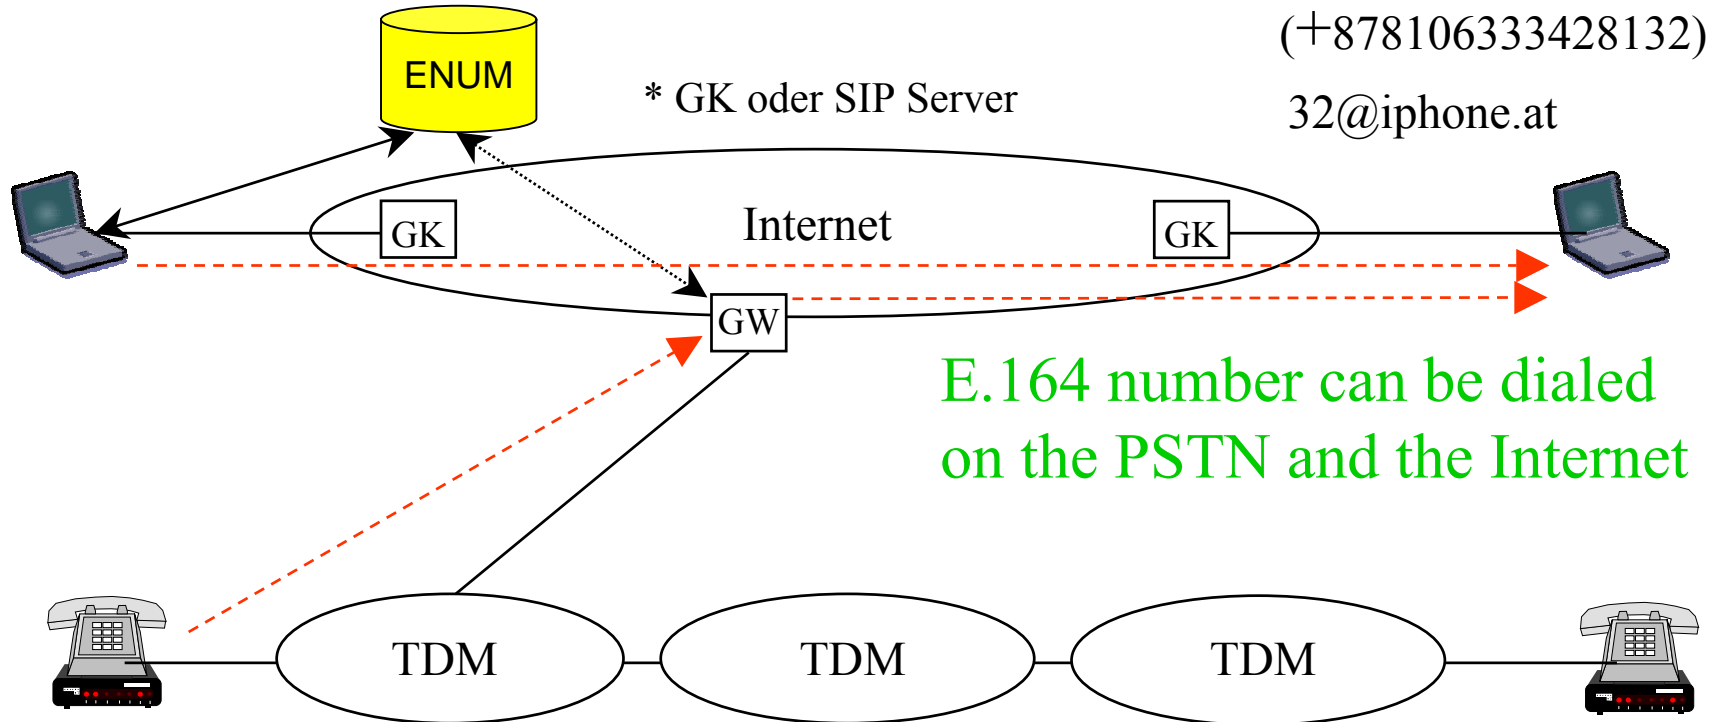 (+878106333428132)
ENUM
* GK oder SIP Server
32@iphone.at
GK
Internet
GK
GW
E.164 number can be dialed
on the PSTN and the Internet
TDM
TDM
TDM